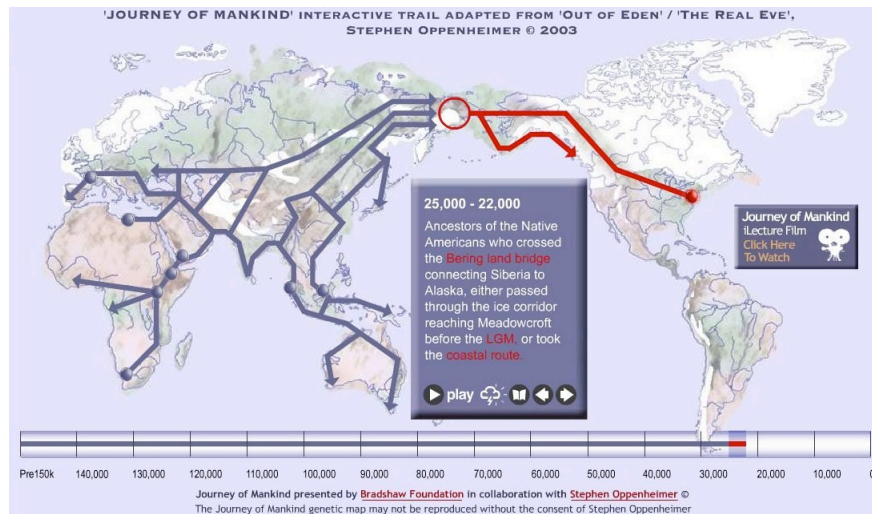 'JOURNEY OF MANKIND' INTERACTIVE TRAIL ADAPTED FROM 'OUT OF EDEN' / 'THE REAL EVE',
STEPHEN OPPENHEIMER © 2003
25,000 - 22,000
Ancestors of the Native
Americans who crossed
the Bering land bridge
connecting Siberia to
Alaska, either passed
through the ice corridor
reaching Meadowcroft
before the LGM, or took
the coastal route.
play
Journey of Mankind
iLecture Film
Click Here
To Watch
Pre150k 140,000 130,000 120,000 110,000 100,000 90,000 80,000 70,000 60,000 50,000 40,000 30,000 20,000 10,000 0
Journey of Mankind presented by Bradshaw Foundation in collaboration with Stephen Oppenheimer ©
The Journey of Mankind genetic map may not be reproduced without the consent of Stephen Oppenheimer